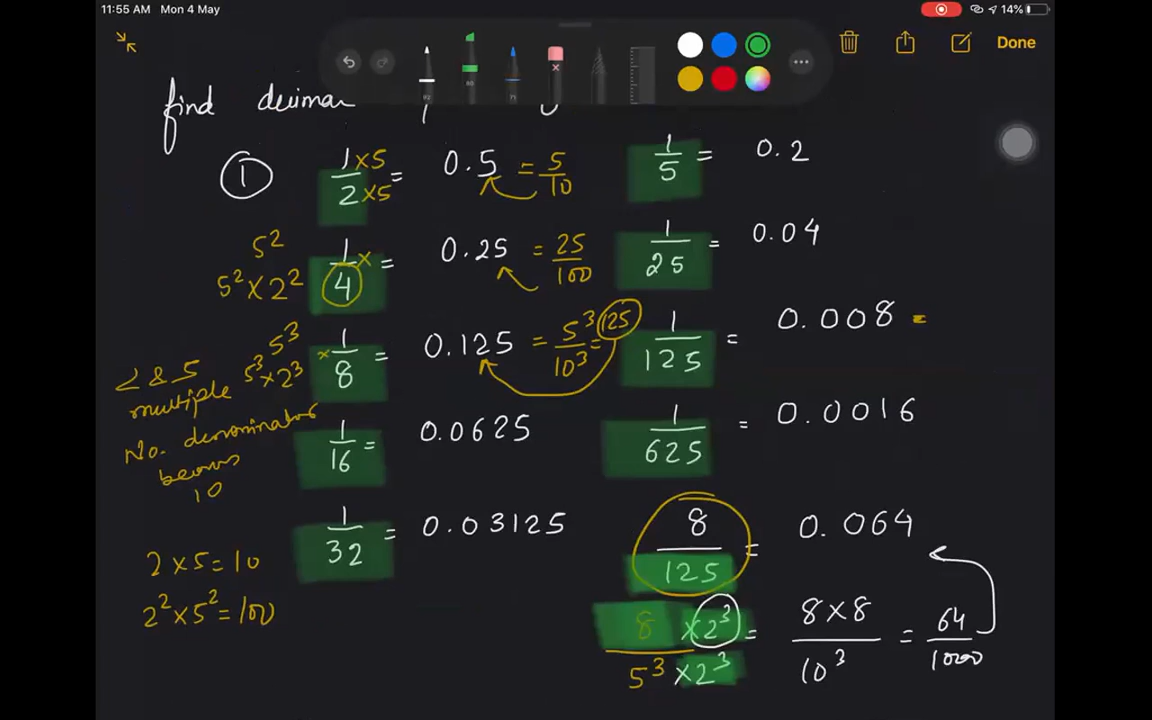 11:55 AM Mon 4 May
14%
Done
find decimal
① 1×5/2×5 = 0.5 = 5/10
1/5 = 0.2
5²
5² × 2²
1/4 × = 0.25 = 25/100
1/25 = 0.04
5³
5³ × 2³
× 1/8 = 0.125 = 5³/10³ = 125
1/125 = 0.008 =
2 & 5
multiple
No. denominator
becoms
10
1/16 = 0.0625
1/625 = 0.0016
1/32 = 0.03125
8/125 = 0.064
2 × 5 = 10
2² × 5² = 100
8 × 2³/5³ × 2³ = 8 × 8/10³ = 64/1000